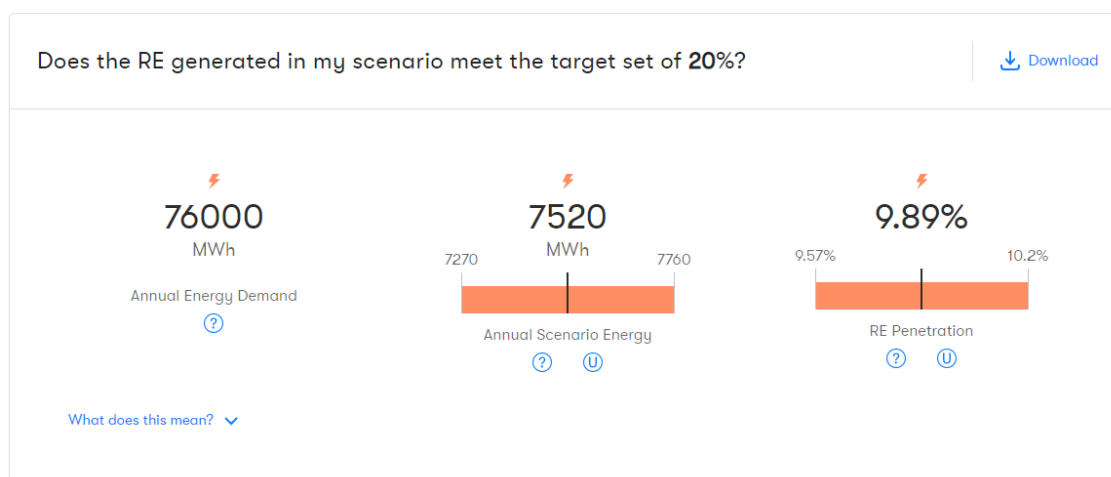 Does the RE generated in my scenario meet the target set of 20%?
Download
76000
MWh
Annual Energy Demand
?
7520
MWh
7270
7760
Annual Scenario Energy
? U
9.89%
9.57%
10.2%
RE Penetration
? U
What does this mean?